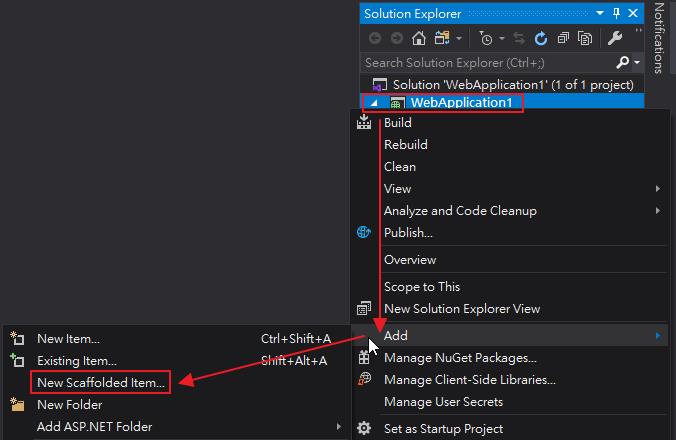 Solution Explorer
Notifications
Search Solution Explorer (Ctrl+;)
Solution 'WebApplication1' (1 of 1 project)
WebApplication1
Build
Rebuild
Clean
View
Analyze and Code Cleanup
Publish...
Overview
Scope to This
New Solution Explorer View
Add
Manage NuGet Packages...
Manage Client-Side Libraries...
Manage User Secrets
Set as Startup Project
New Item... Ctrl+Shift+A
Existing Item... Shift+Alt+A
New Scaffolded Item...
New Folder
Add ASP.NET Folder